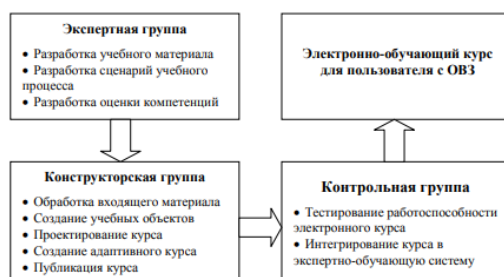 Экспертная группа
• Разработка учебного материала
• Разработка сценарий учебного
процесса
• Разработка оценки компетенций
Электронно-обучающий курс
для пользователя с ОВЗ
Конструкторская группа
• Обработка входящего материала
• Создание учебных объектов
• Проектирование курса
• Создание адаптивного курса
• Публикация курса
Контрольная группа
• Тестирование работоспособности
электронного курса
• Интегрирование курса в
экспертно-обучающую систему